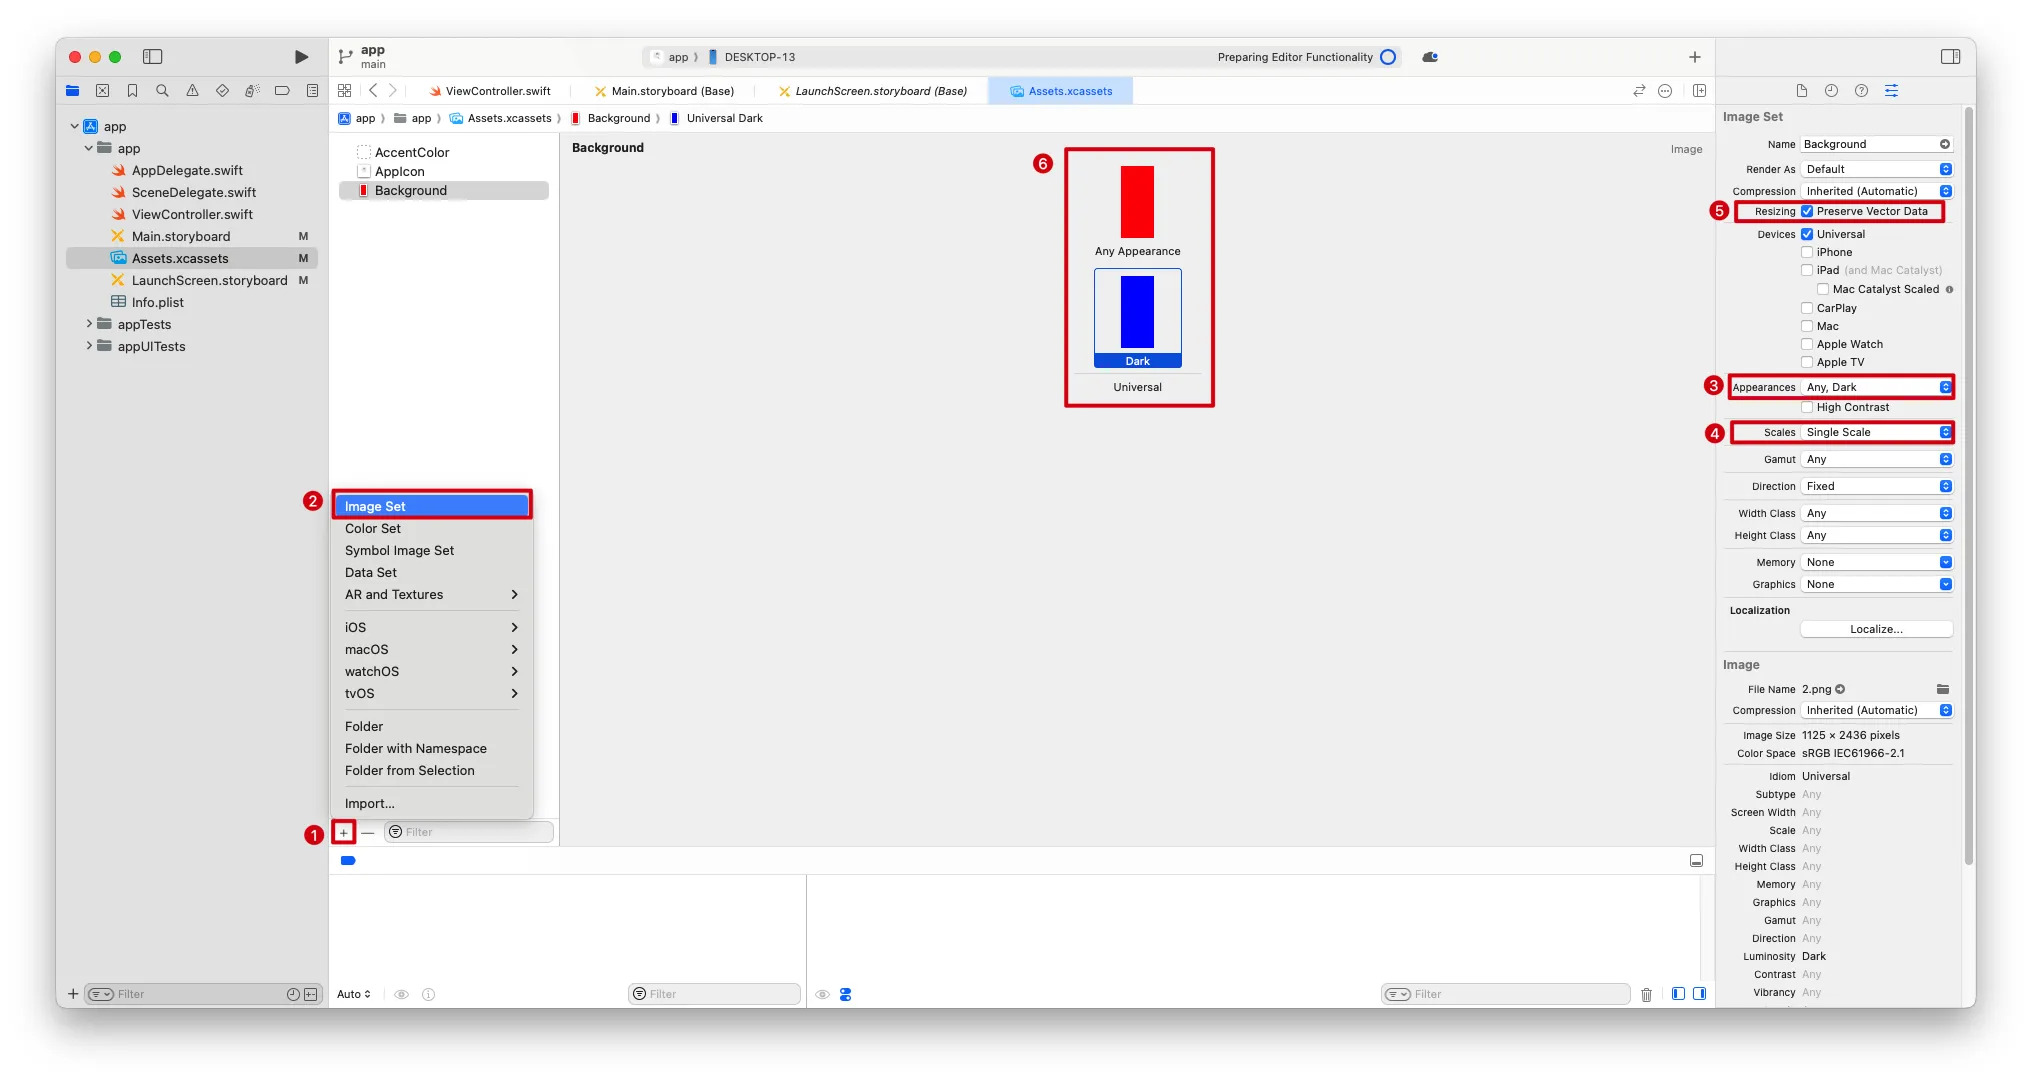 app
main
app
DESKTOP-13
Preparing Editor Functionality
ViewController.swift
Main.storyboard (Base)
LaunchScreen.storyboard (Base)
Assets.xcassets
app
app
Assets.xcassets
Background
Universal Dark
app
app
AppDelegate.swift
SceneDelegate.swift
ViewController.swift
Main.storyboard M
Assets.xcassets M
LaunchScreen.storyboard M
Info.plist
appTests
appUITests
Filter
AccentColor
AppIcon
Background
2
Image Set
Color Set
Symbol Image Set
Data Set
AR and Textures
iOS
macOS
watchOS
tvOS
Folder
Folder with Namespace
Folder from Selection
Import...
1
+
Filter
Background
Image
6
Any Appearance
Dark
Universal
Auto
Filter
Filter
Image Set
Name Background
Render As Default
Compression Inherited (Automatic)
5
Resizing Preserve Vector Data
Devices Universal
iPhone
iPad (and Mac Catalyst)
Mac Catalyst Scaled
CarPlay
Mac
Apple Watch
Apple TV
3
Appearances Any, Dark
High Contrast
4
Scales Single Scale
Gamut Any
Direction Fixed
Width Class Any
Height Class Any
Memory None
Graphics None
Localization
Localize...
Image
File Name 2.png
Compression Inherited (Automatic)
Image Size 1125 × 2436 pixels
Color Space sRGB IEC61966-2.1
Idiom Universal
Subtype Any
Screen Width Any
Scale Any
Width Class Any
Height Class Any
Memory Any
Graphics Any
Gamut Any
Direction Any
Luminosity Dark
Contrast Any
Vibrancy Any